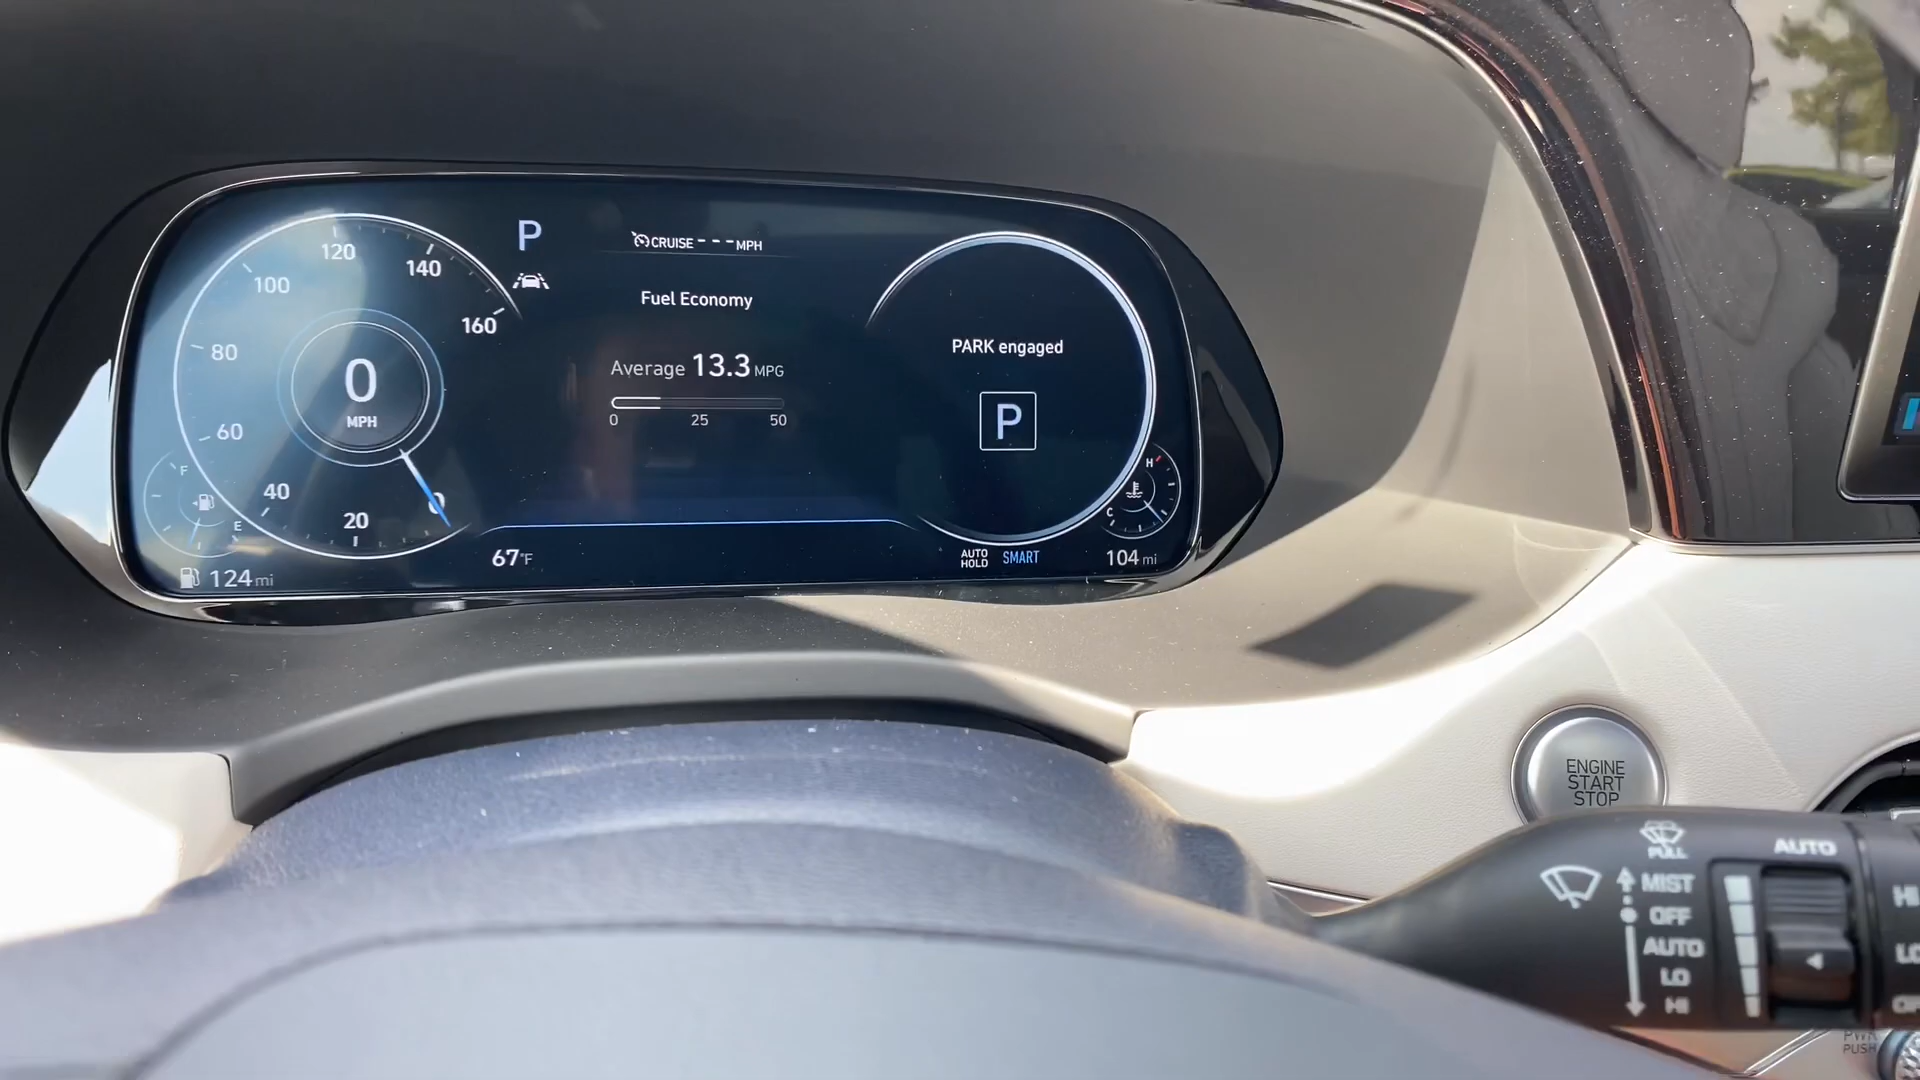 P
CRUISE --- MPH
Fuel Economy
Average 13.3 MPG
0 25 50
0
20
40
60
80
100
120
140
160
0
MPH
F
E
124 mi
67°F
PARK engaged
P
H
C
AUTO HOLD
SMART
104 mi
ENGINE
START
STOP
PULL
AUTO
MIST
OFF
AUTO
LO
HI
HI
PUSH